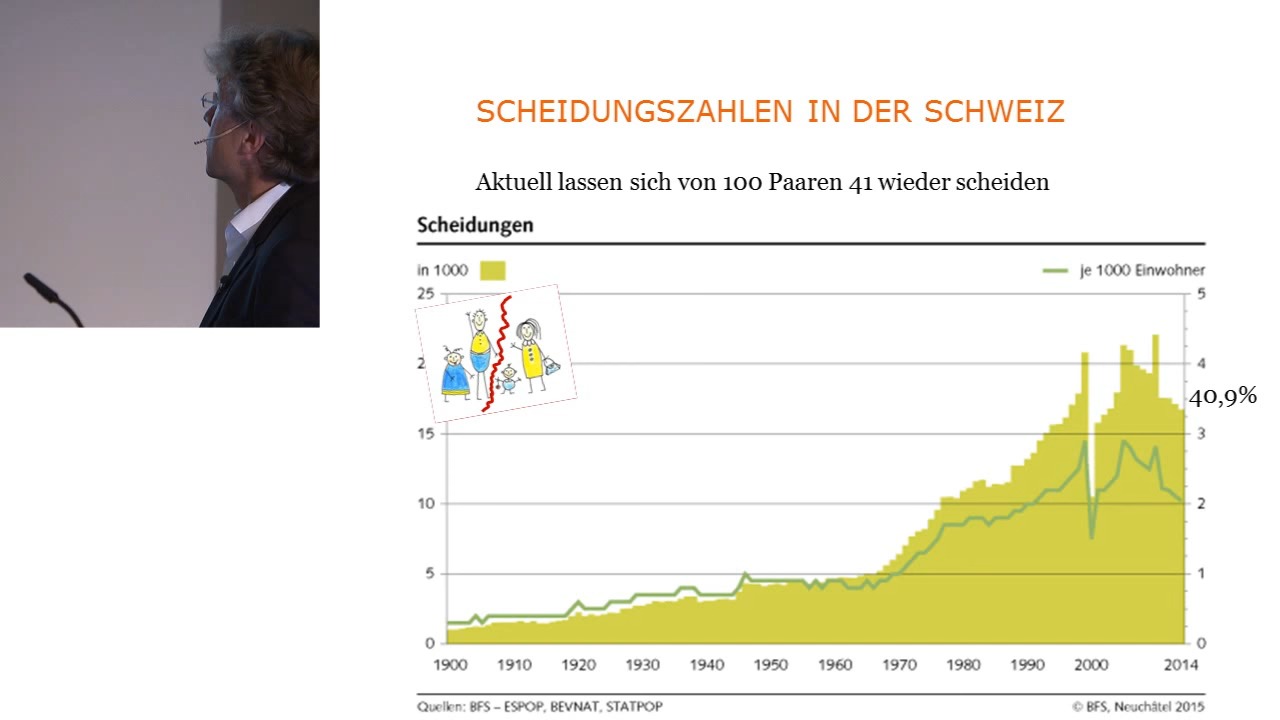 SCHEIDUNGSZAHLEN IN DER SCHWEIZ
Aktuell lassen sich von 100 Paaren 41 wieder scheiden
Scheidungen
in 1000
je 1000 Einwohner
25 5
2 4
40,9%
15 3
10 2
5 1
0 0
1900 1910 1920 1930 1940 1950 1960 1970 1980 1990 2000 2014
Quellen: BFS – ESPOP, BEVNAT, STATPOP
© BFS, Neuchâtel 2015